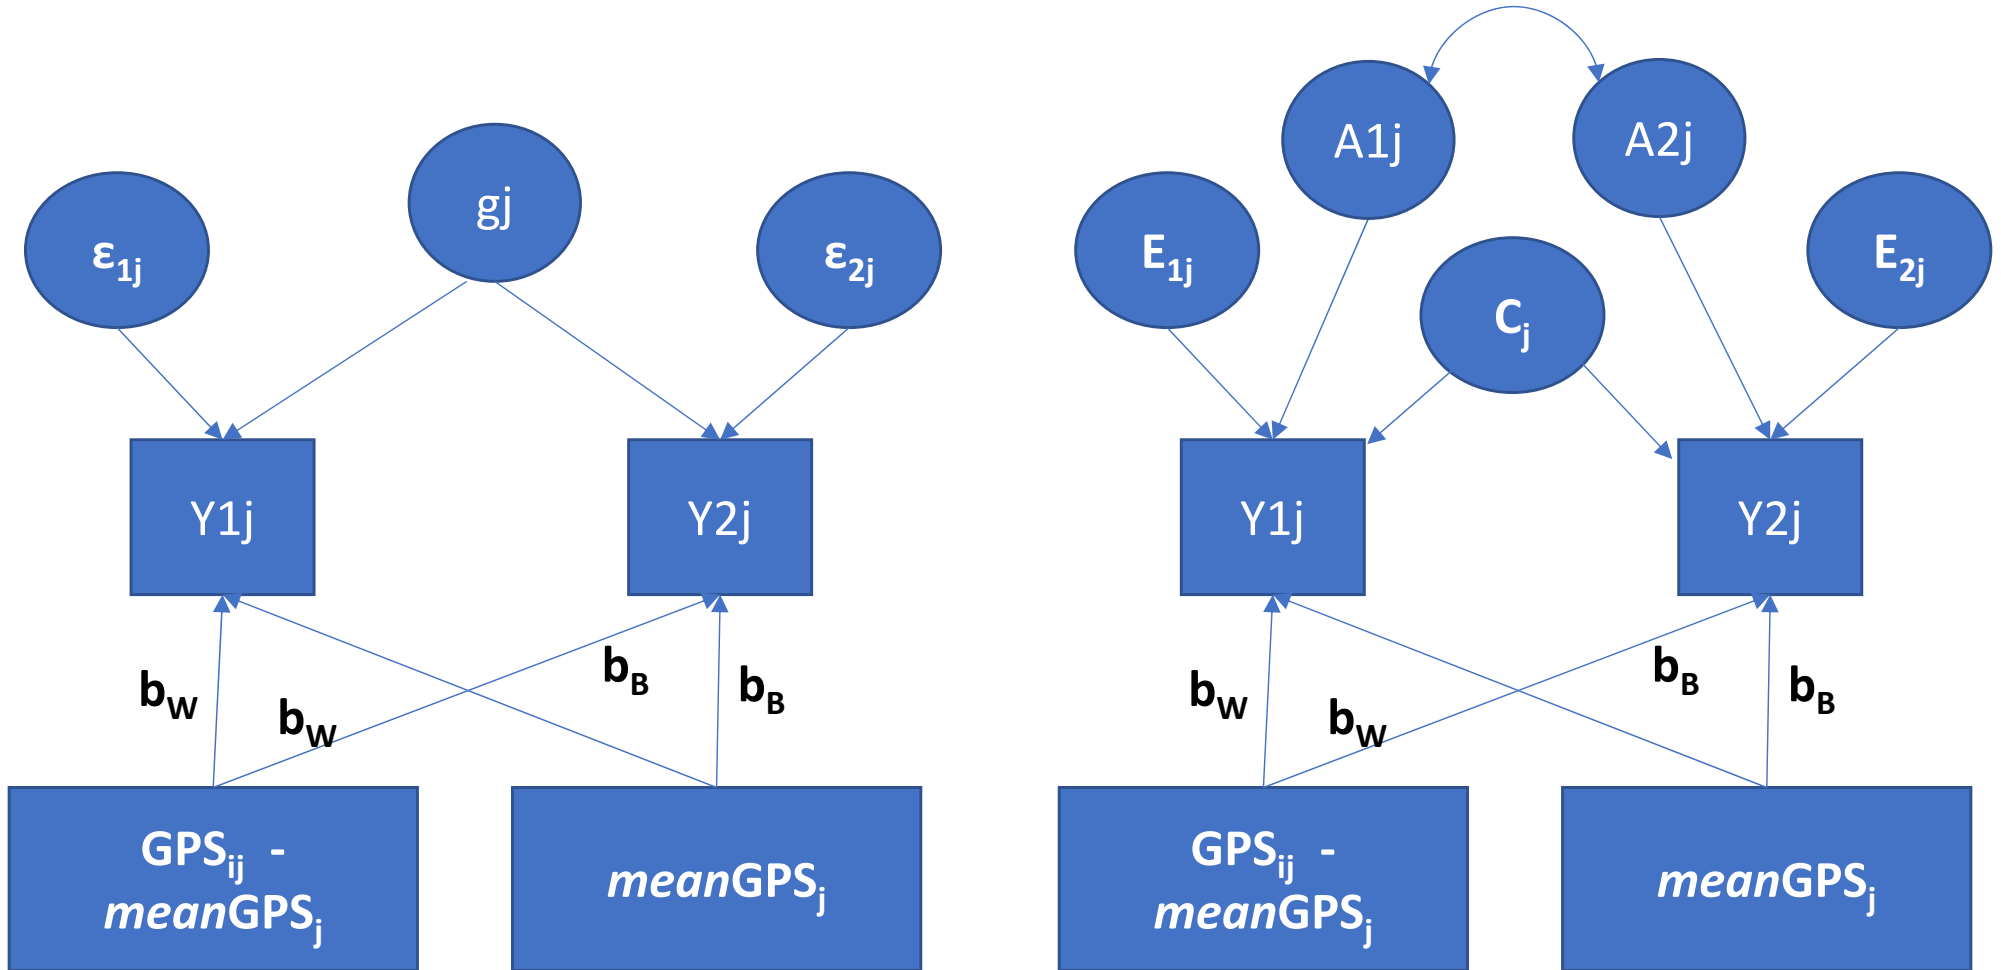 ε1j
gj
ε2j
Y1j
Y2j
bW
bW
bB
bB
GPSij -
meanGPSj
meanGPSj
A1j
A2j
E1j
Cj
E2j
Y1j
Y2j
bW
bW
bB
bB
GPSij -
meanGPSj
meanGPSj